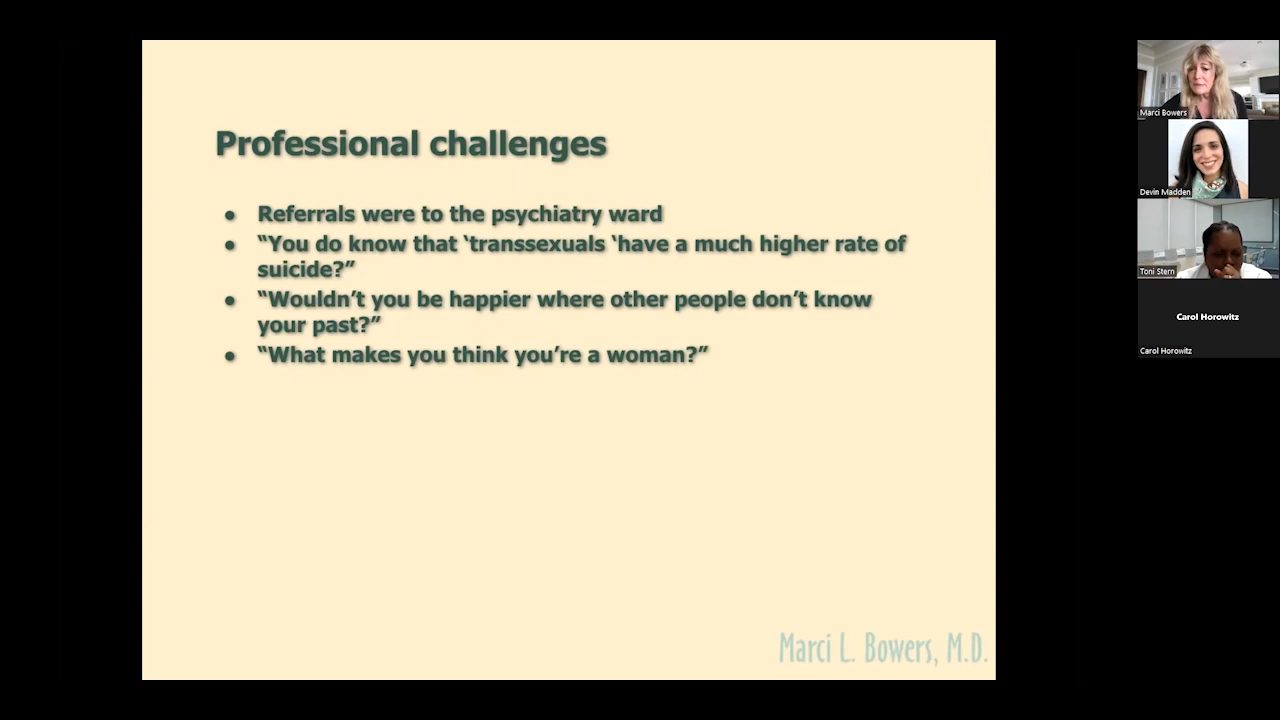 Professional challenges
● Referrals were to the psychiatry ward
● “You do know that ‘transsexuals ‘have a much higher rate of
suicide?”
● “Wouldn’t you be happier where other people don’t know
your past?”
● “What makes you think you’re a woman?”
Marci L. Bowers, M.D.
Marci Bowers
Devin Madden
Toni Stern
Carol Horowitz
Carol Horowitz